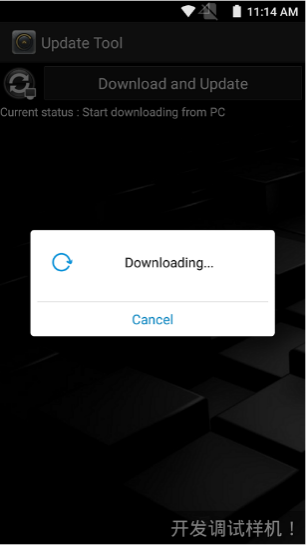 11:14 AM
Update Tool
Download and Update
Current status : Start downloading from PC
Downloading...
Cancel
开发调试样机！